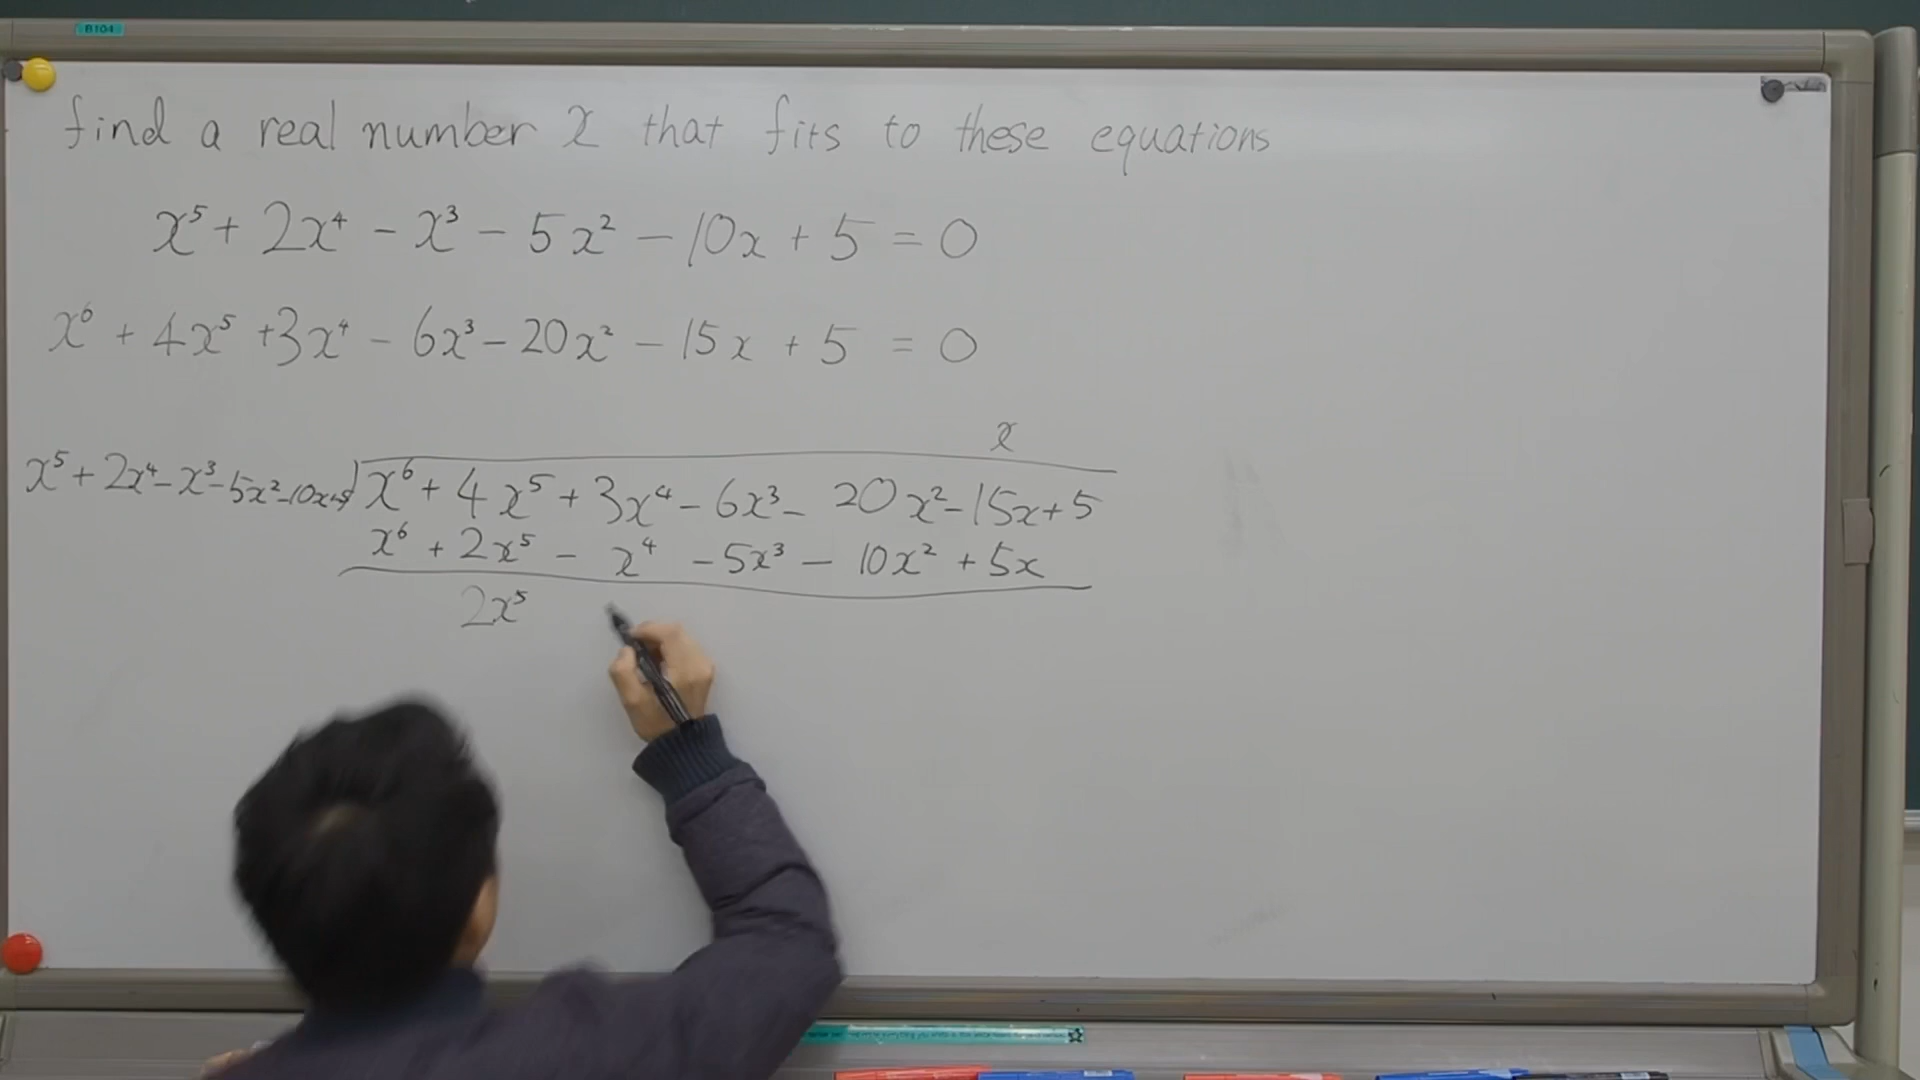 B104
find a real number x that fits to these equations
x⁵ + 2x⁴ - x³ - 5x² - 10x + 5 = 0
x⁶ + 4x⁵ + 3x⁴ - 6x³ - 20x² - 15x + 5 = 0
x
x⁵ + 2x⁴ - x³ - 5x² - 10x + 5 ) x⁶ + 4x⁵ + 3x⁴ - 6x³ - 20x² - 15x + 5
x⁶ + 2x⁵ - x⁴ - 5x³ - 10x² + 5x
2x⁵